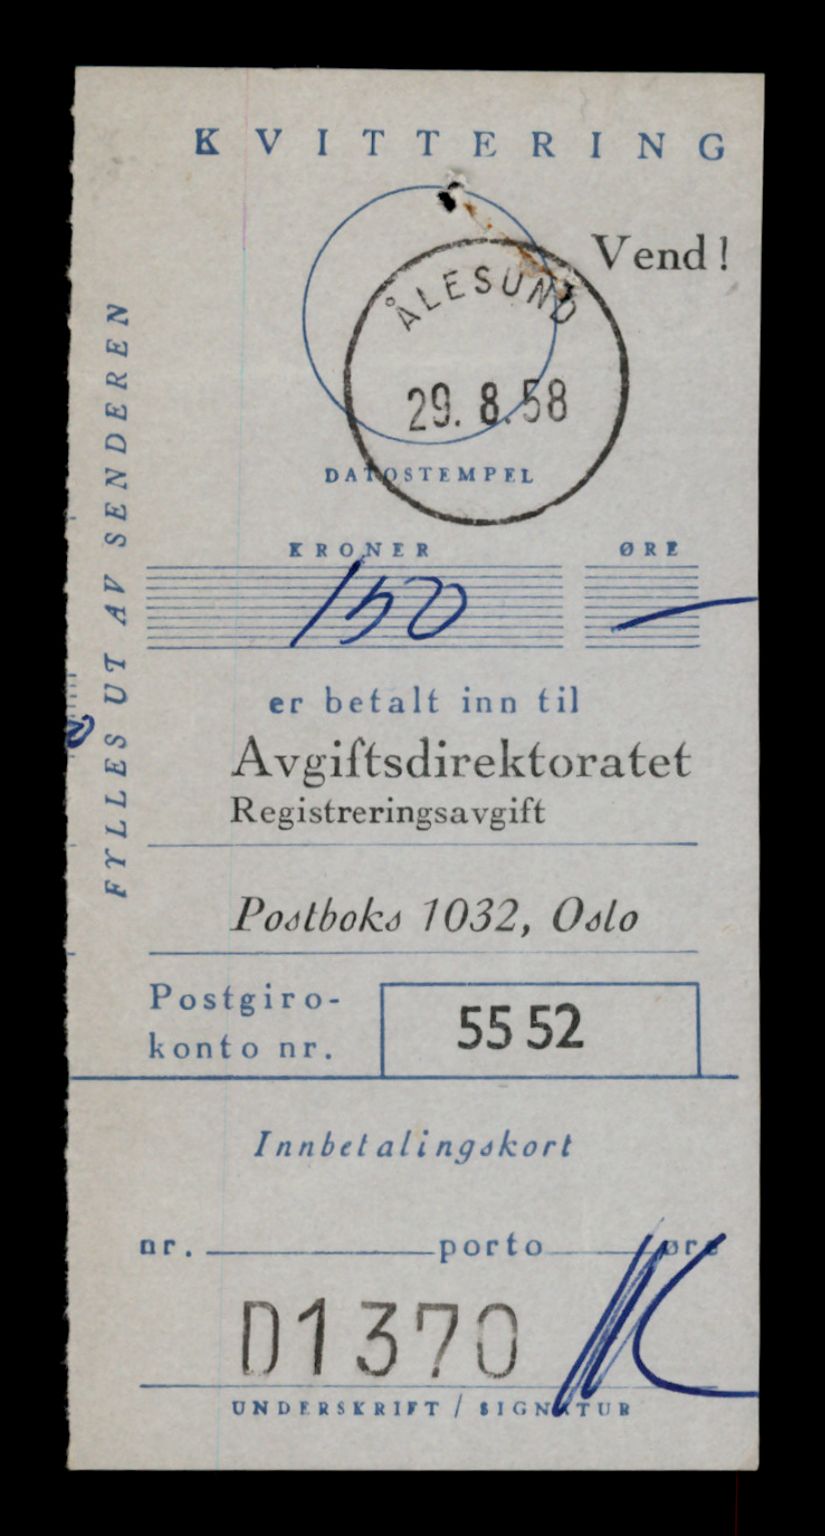 KVITTERING
Vend!
ÅLESUND
29. 8. 58
DATOSTEMPEL
FYLLES UT AV SENDEREN
KRONER ØRE
150 —
er betalt inn til
Avgiftsdirektoratet
Registreringsavgift
Postboks 1032, Oslo
Postgiro-
konto nr.
55 52
Innbetalingskort
nr. porto øre
D1370
UNDERSKRIFT / SIGNATUR